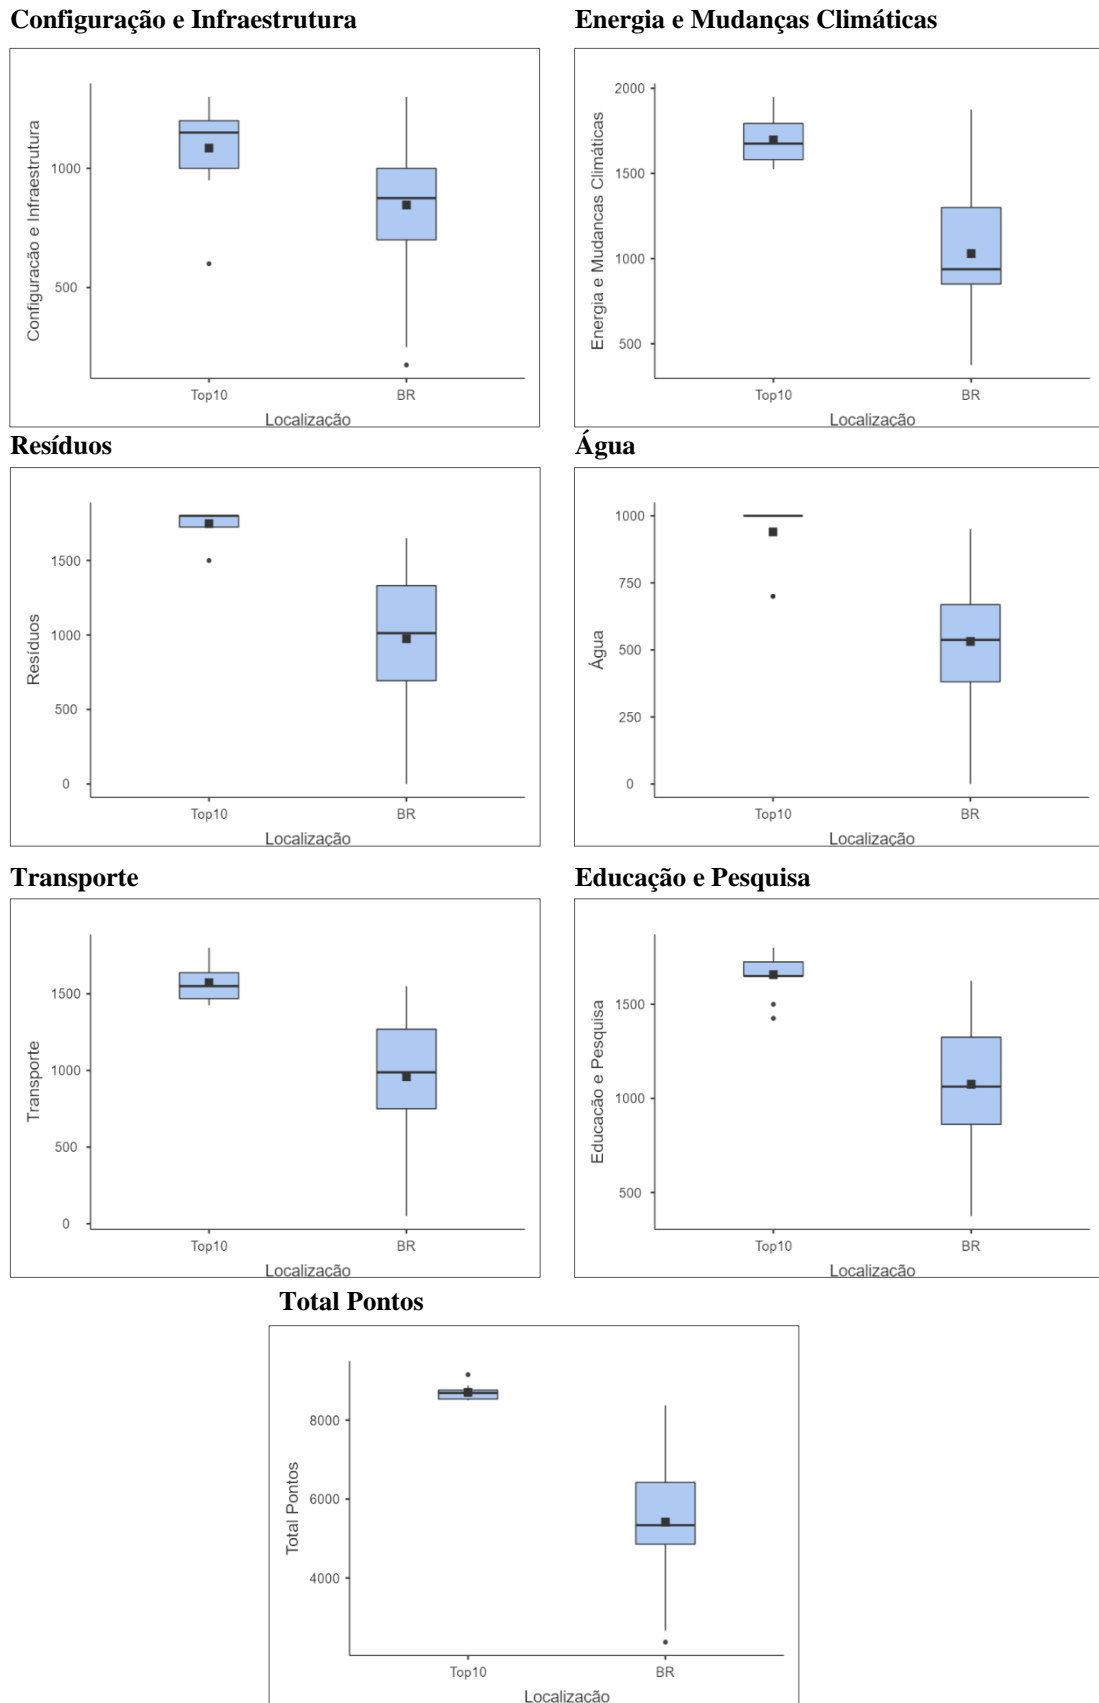 Configuração e Infraestrutura
Configuração e Infraestrutura
1000
500
Top10 BR
Localização
Energia e Mudanças Climáticas
Energia e Mudancas Climáticas
2000
1500
1000
500
Top10 BR
Localização
Resíduos
Resíduos
1500
1000
500
0
Top10 BR
Localização
Água
Água
1000
750
500
250
0
Top10 BR
Localização
Transporte
Transporte
1500
1000
500
0
Top10 BR
Localização
Educação e Pesquisa
Educacão e Pesquisa
1500
1000
500
Top10 BR
Localização
Total Pontos
Total Pontos
8000
6000
4000
Top10 BR
Localização